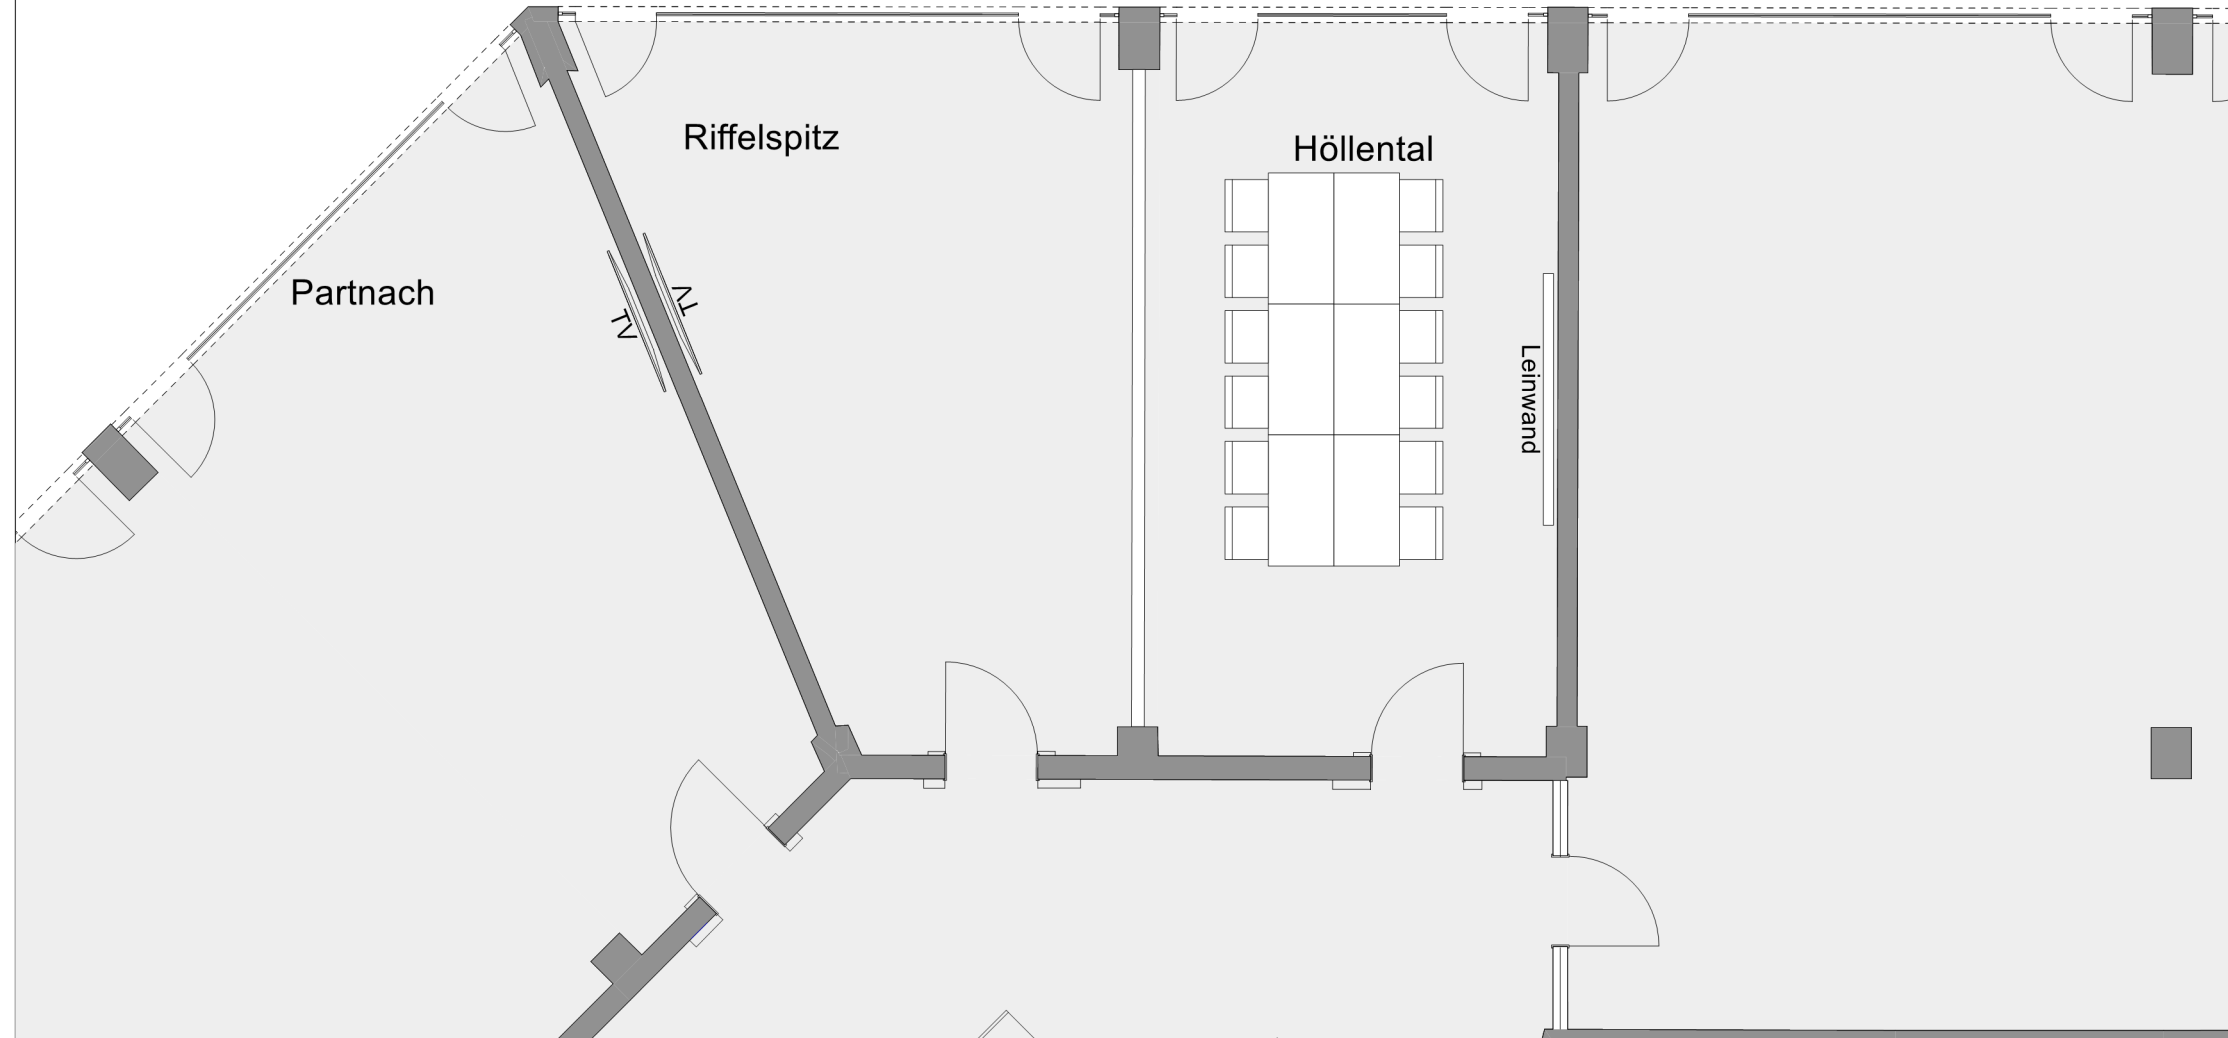 Riffelspitz
Höllental
Partnach
TV
TV
Leinwand